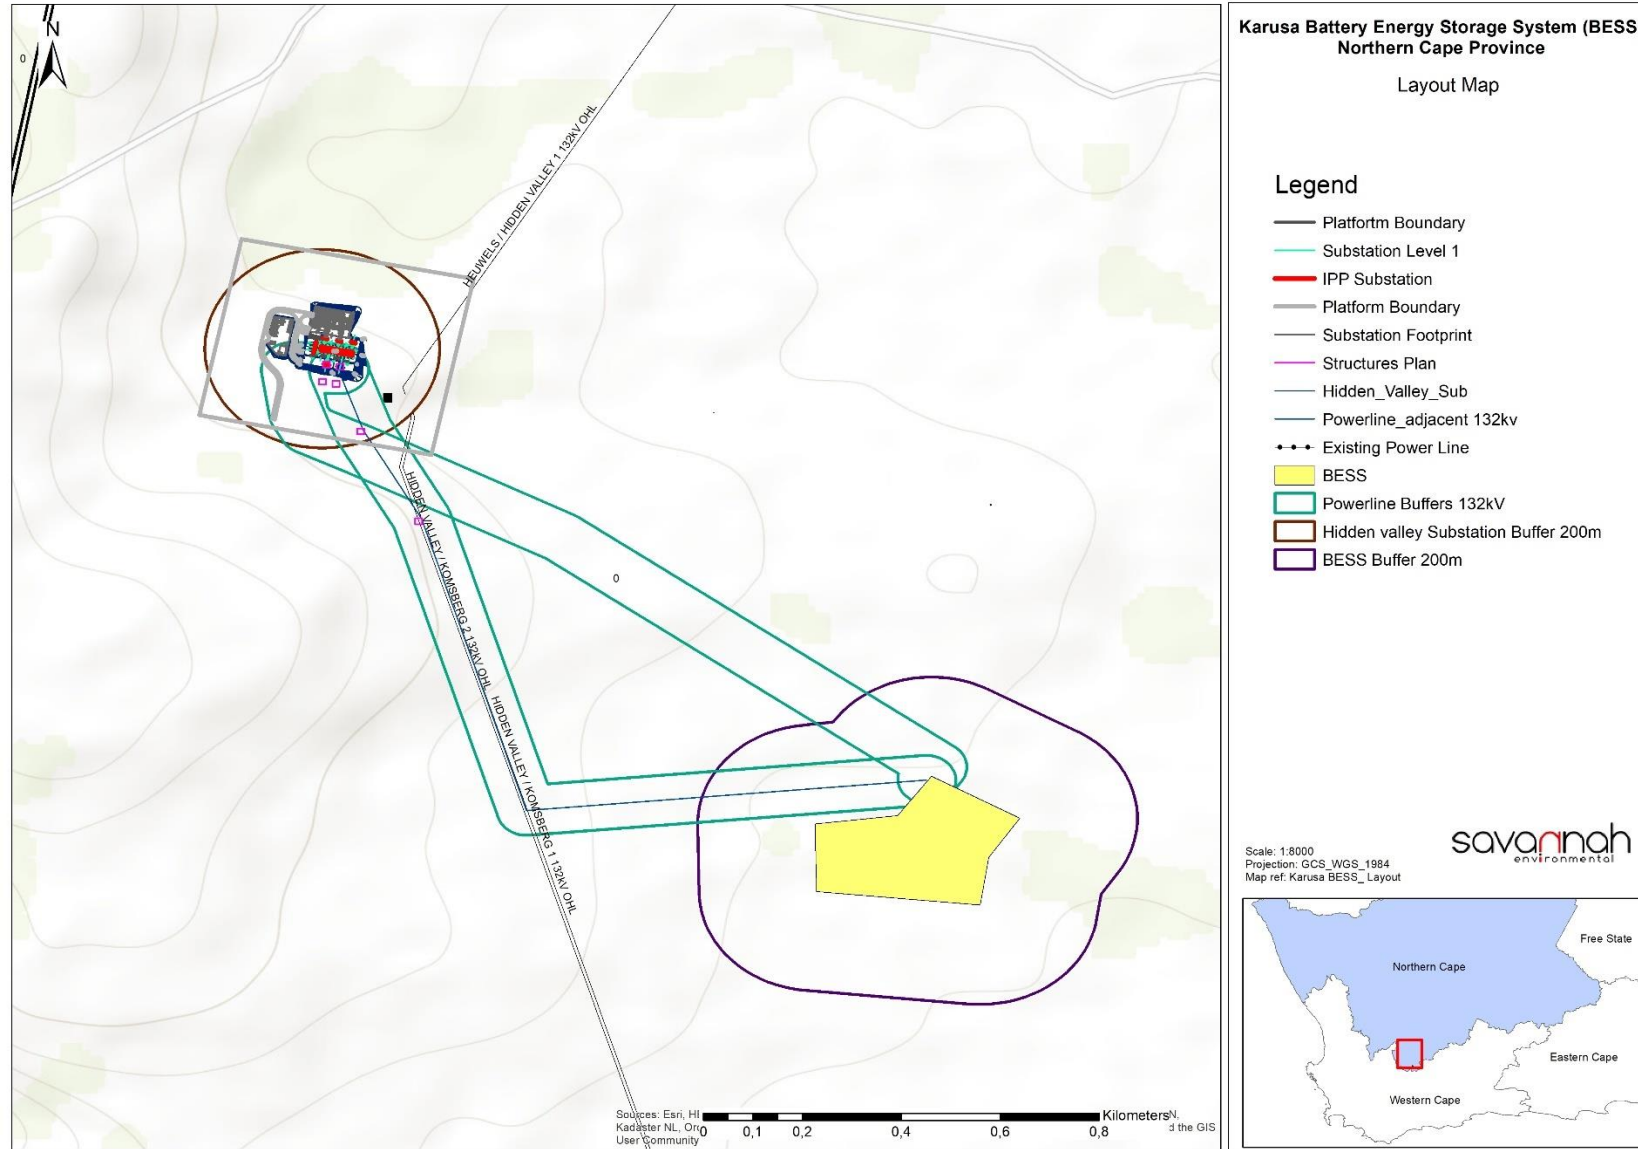 N
0
HEUWELS / HIDDEN VALLEY 1 132kV OHL
HIDDEN VALLEY / KOMSBERG 2 132kV OHL
HIDDEN VALLEY / KOMSBERG 1 132kV OHL
0
Sources: Esri, N,
Kadaster NL, d the GIS
User Community
Kilometers
0 0,1 0,2 0,4 0,6 0,8
Karusa Battery Energy Storage System (BESS
Northern Cape Province
Layout Map
Legend
Platfortm Boundary
Substation Level 1
IPP Substation
Platform Boundary
Substation Footprint
Structures Plan
Hidden_Valley_Sub
Powerline_adjacent 132kv
Existing Power Line
BESS
Powerline Buffers 132kV
Hidden valley Substation Buffer 200m
BESS Buffer 200m
Scale: 1:8000
Projection: GCS_WGS_1984
Map ref: Karusa BESS_ Layout
savannah
environmental
Free State
Northern Cape
Eastern Cape
Western Cape